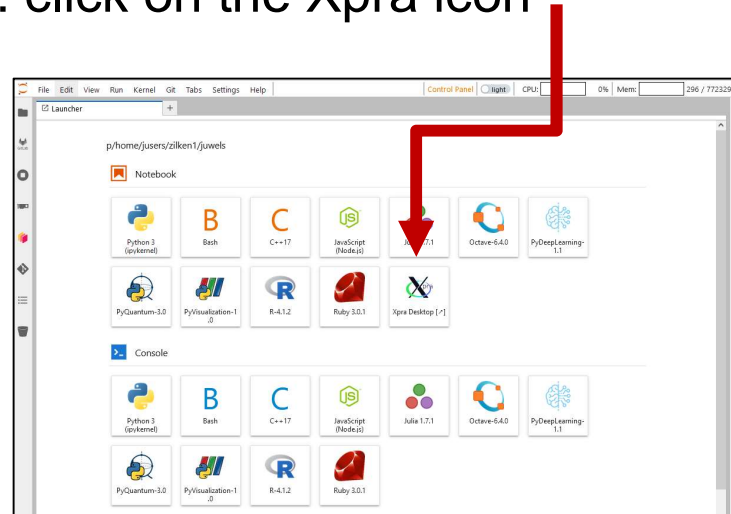 : click on the Xpra icon
File Edit View Run Kernel Git Tabs Settings Help Control Panel light CPU: 0% Mem: 296 / 772329
Launcher +
p/home/jusers/zilken1/juwels
Notebook
Python 3 (ipykernel)
Bash
C++17
JavaScript (Node.js)
1.7.1
Octave-6.4.0
PyDeepLearning-1.1
PyQuantum-3.0
PyVisualization-1.0
R-4.1.2
Ruby 3.0.1
Xpra Desktop [↗]
Console
Python 3 (ipykernel)
Bash
C++17
JavaScript (Node.js)
Julia 1.7.1
Octave-6.4.0
PyDeepLearning-1.1
PyQuantum-3.0
PyVisualization-1.0
R-4.1.2
Ruby 3.0.1